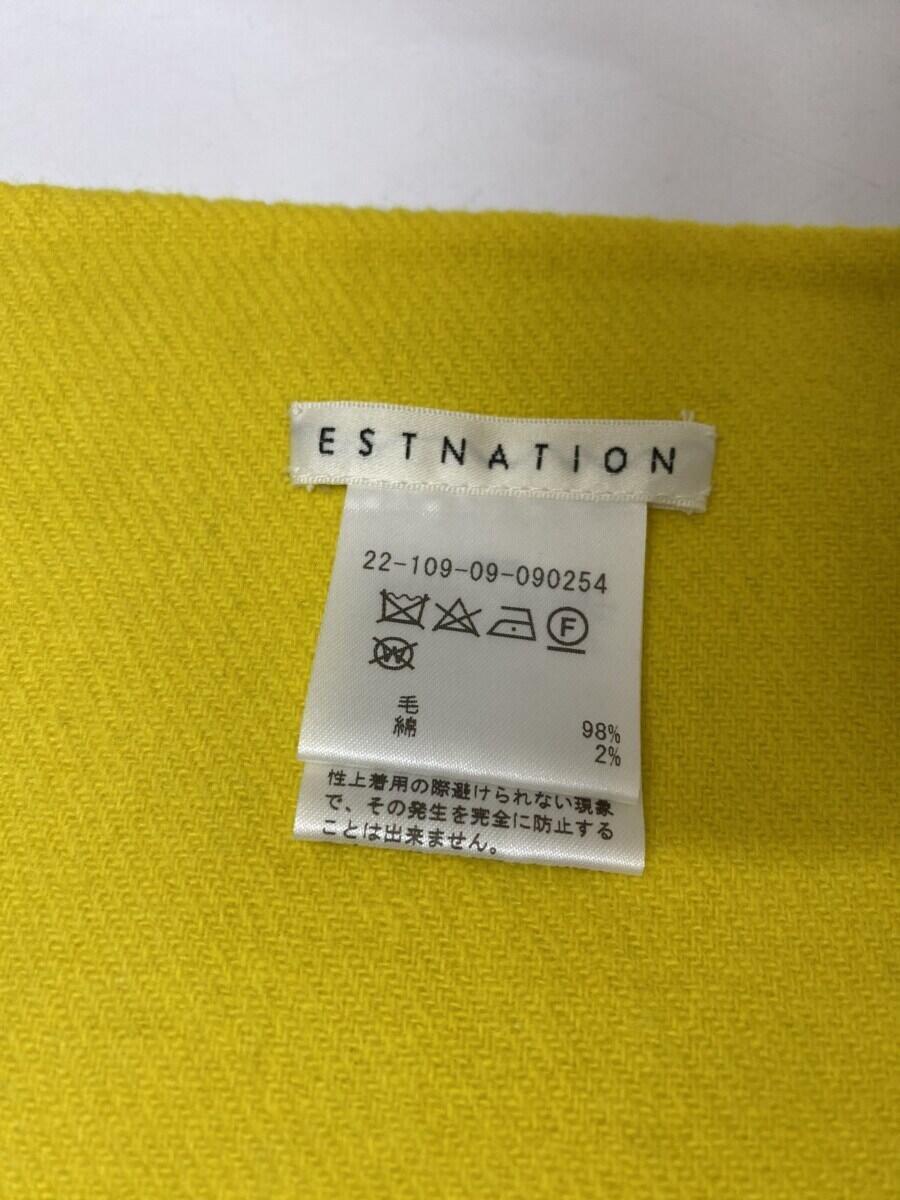 ESTNATION
22-109-09-090254
F
W
毛
綿
98%
2%
性上着用の際避けられない現象
で、その発生を完全に防止する
ことは出来ません。